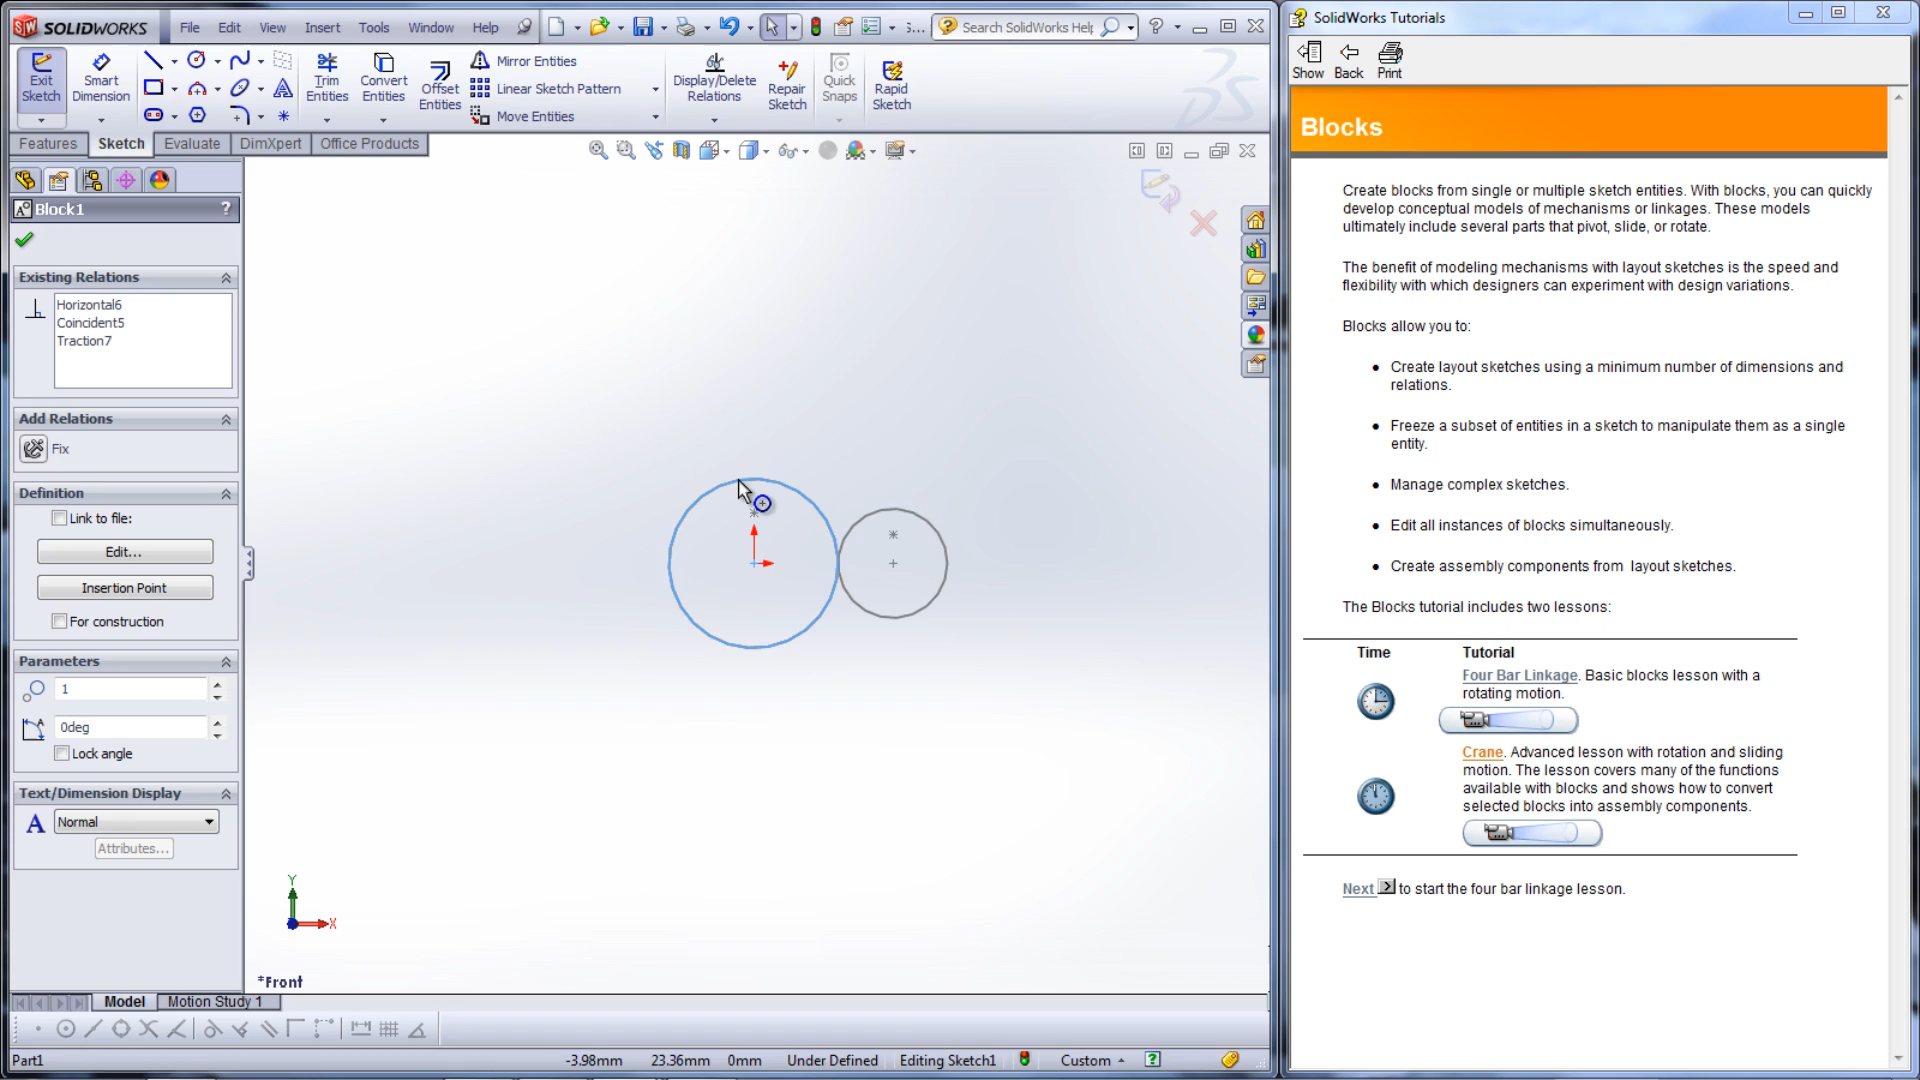 SOLIDWORKS
File Edit View Insert Tools Window Help
S...
Search SolidWorks Help
Exit Sketch
Smart Dimension
Trim Entities
Convert Entities
Offset Entities
Mirror Entities
Linear Sketch Pattern
Move Entities
Display/Delete Relations
Repair Sketch
Quick Snaps
Rapid Sketch
Features Sketch Evaluate DimXpert Office Products
Block1 ?
Existing Relations
Horizontal6
Coincident5
Traction7
Add Relations
Fix
Definition
Link to file:
Edit...
Insertion Point
For construction
Parameters
1
0deg
Lock angle
Text/Dimension Display
Normal
Attributes...
Y
X
*Front
Model Motion Study 1
Part1 -3.98mm 23.36mm 0mm Under Defined Editing Sketch1 Custom
SolidWorks Tutorials
Show Back Print
Blocks
Create blocks from single or multiple sketch entities. With blocks, you can quickly
develop conceptual models of mechanisms or linkages. These models
ultimately include several parts that pivot, slide, or rotate.
The benefit of modeling mechanisms with layout sketches is the speed and
flexibility with which designers can experiment with design variations.
Blocks allow you to:
Create layout sketches using a minimum number of dimensions and
relations.
Freeze a subset of entities in a sketch to manipulate them as a single
entity.
Manage complex sketches.
Edit all instances of blocks simultaneously.
Create assembly components from layout sketches.
The Blocks tutorial includes two lessons:
Time Tutorial
Four Bar Linkage. Basic blocks lesson with a
rotating motion.
Crane. Advanced lesson with rotation and sliding
motion. The lesson covers many of the functions
available with blocks and shows how to convert
selected blocks into assembly components.
Next > to start the four bar linkage lesson.